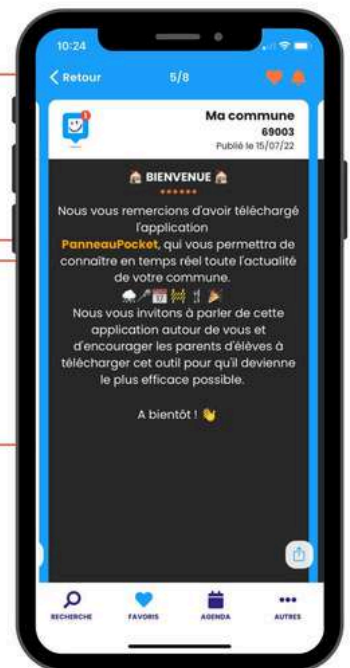 10:24
Retour 5/8
1
Ma commune
69003
Publié le 15/07/22
BIENVENUE
Nous vous remercions d'avoir téléchargé
l'application
PanneauPocket, qui vous permettra de
connaître en temps réel toute l'actualité
de votre commune.
Nous vous invitons à parler de cette
application autour de vous et
d'encourager les parents d'élèves à
télécharger cet outil pour qu'il devienne
le plus efficace possible.
A bientôt !
RECHERCHE FAVORIS AGENDA AUTRES